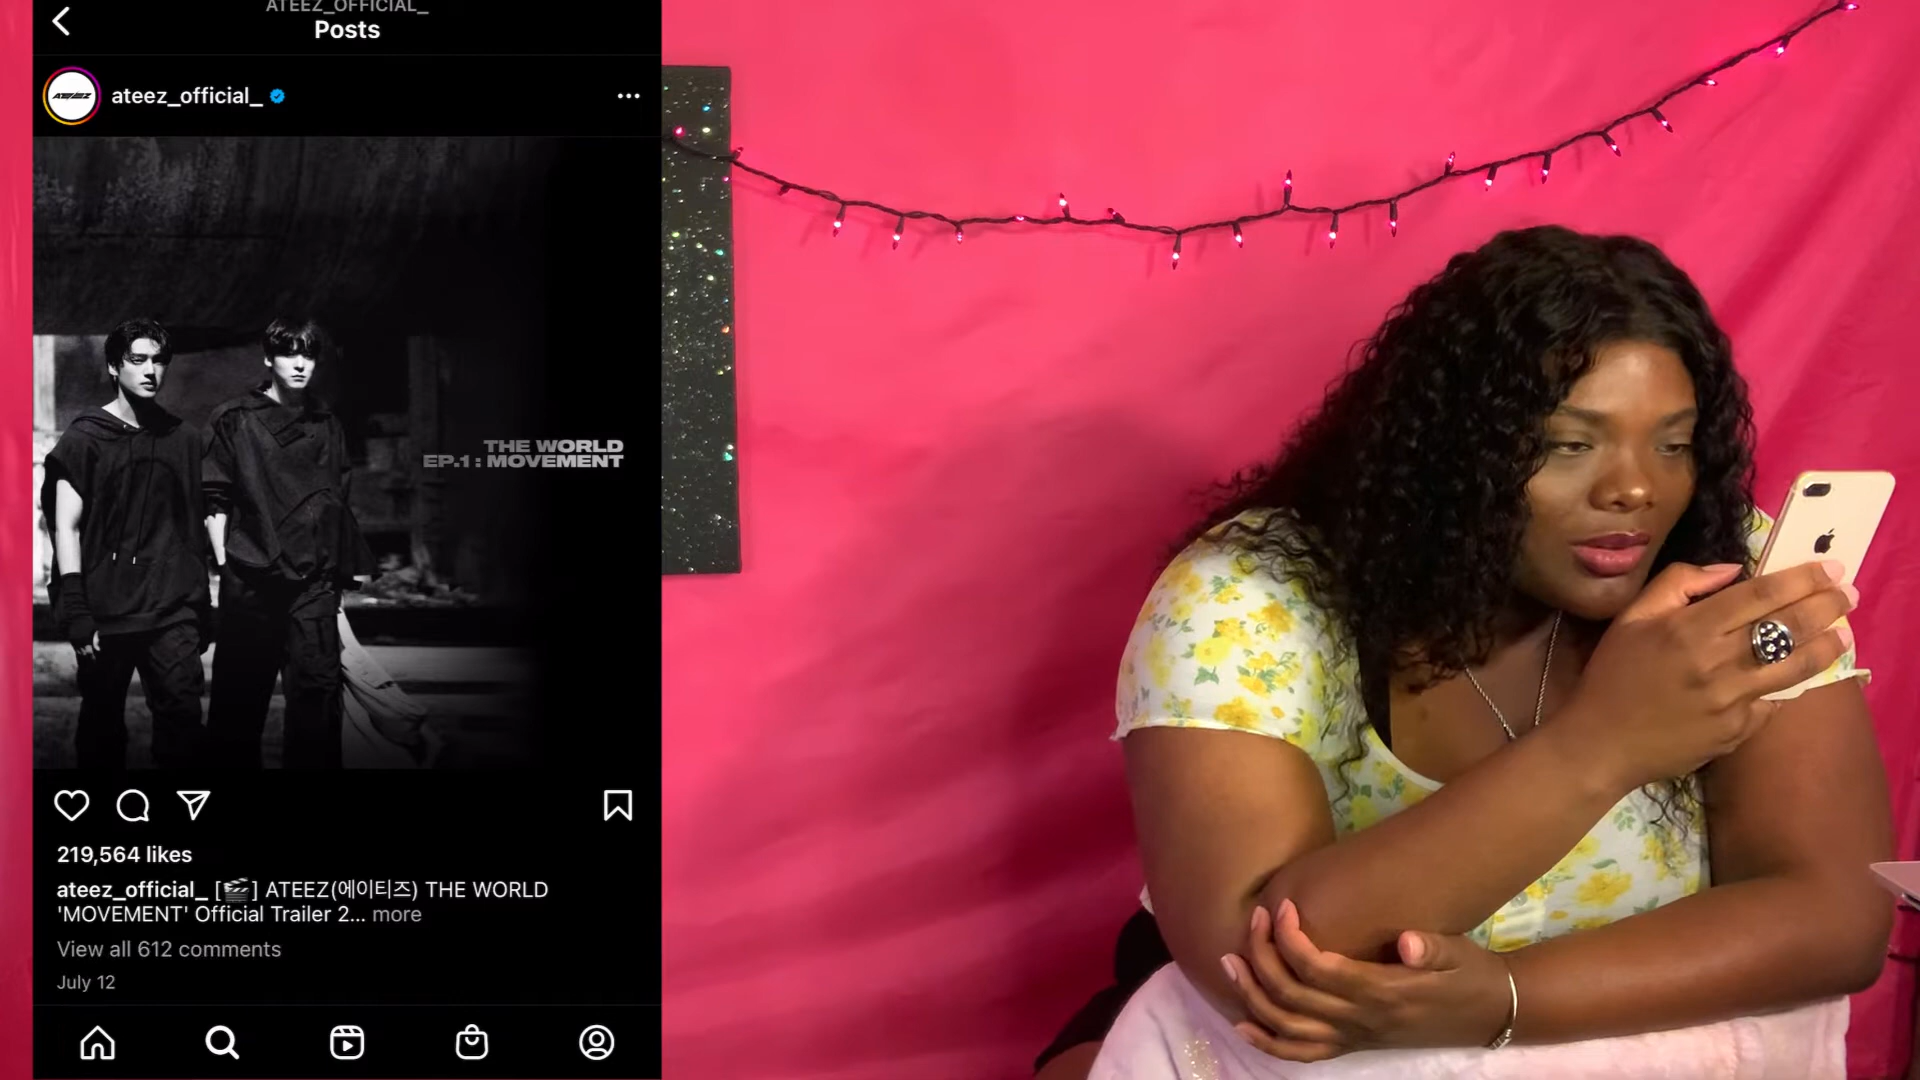 ATEEZ_OFFICIAL_
Posts
ATEEZ
ateez_official_
THE WORLD
EP.1 : MOVEMENT
219,564 likes
ateez_official_ [🎬] ATEEZ(에이티즈) THE WORLD
'MOVEMENT' Official Trailer 2... more
View all 612 comments
July 12